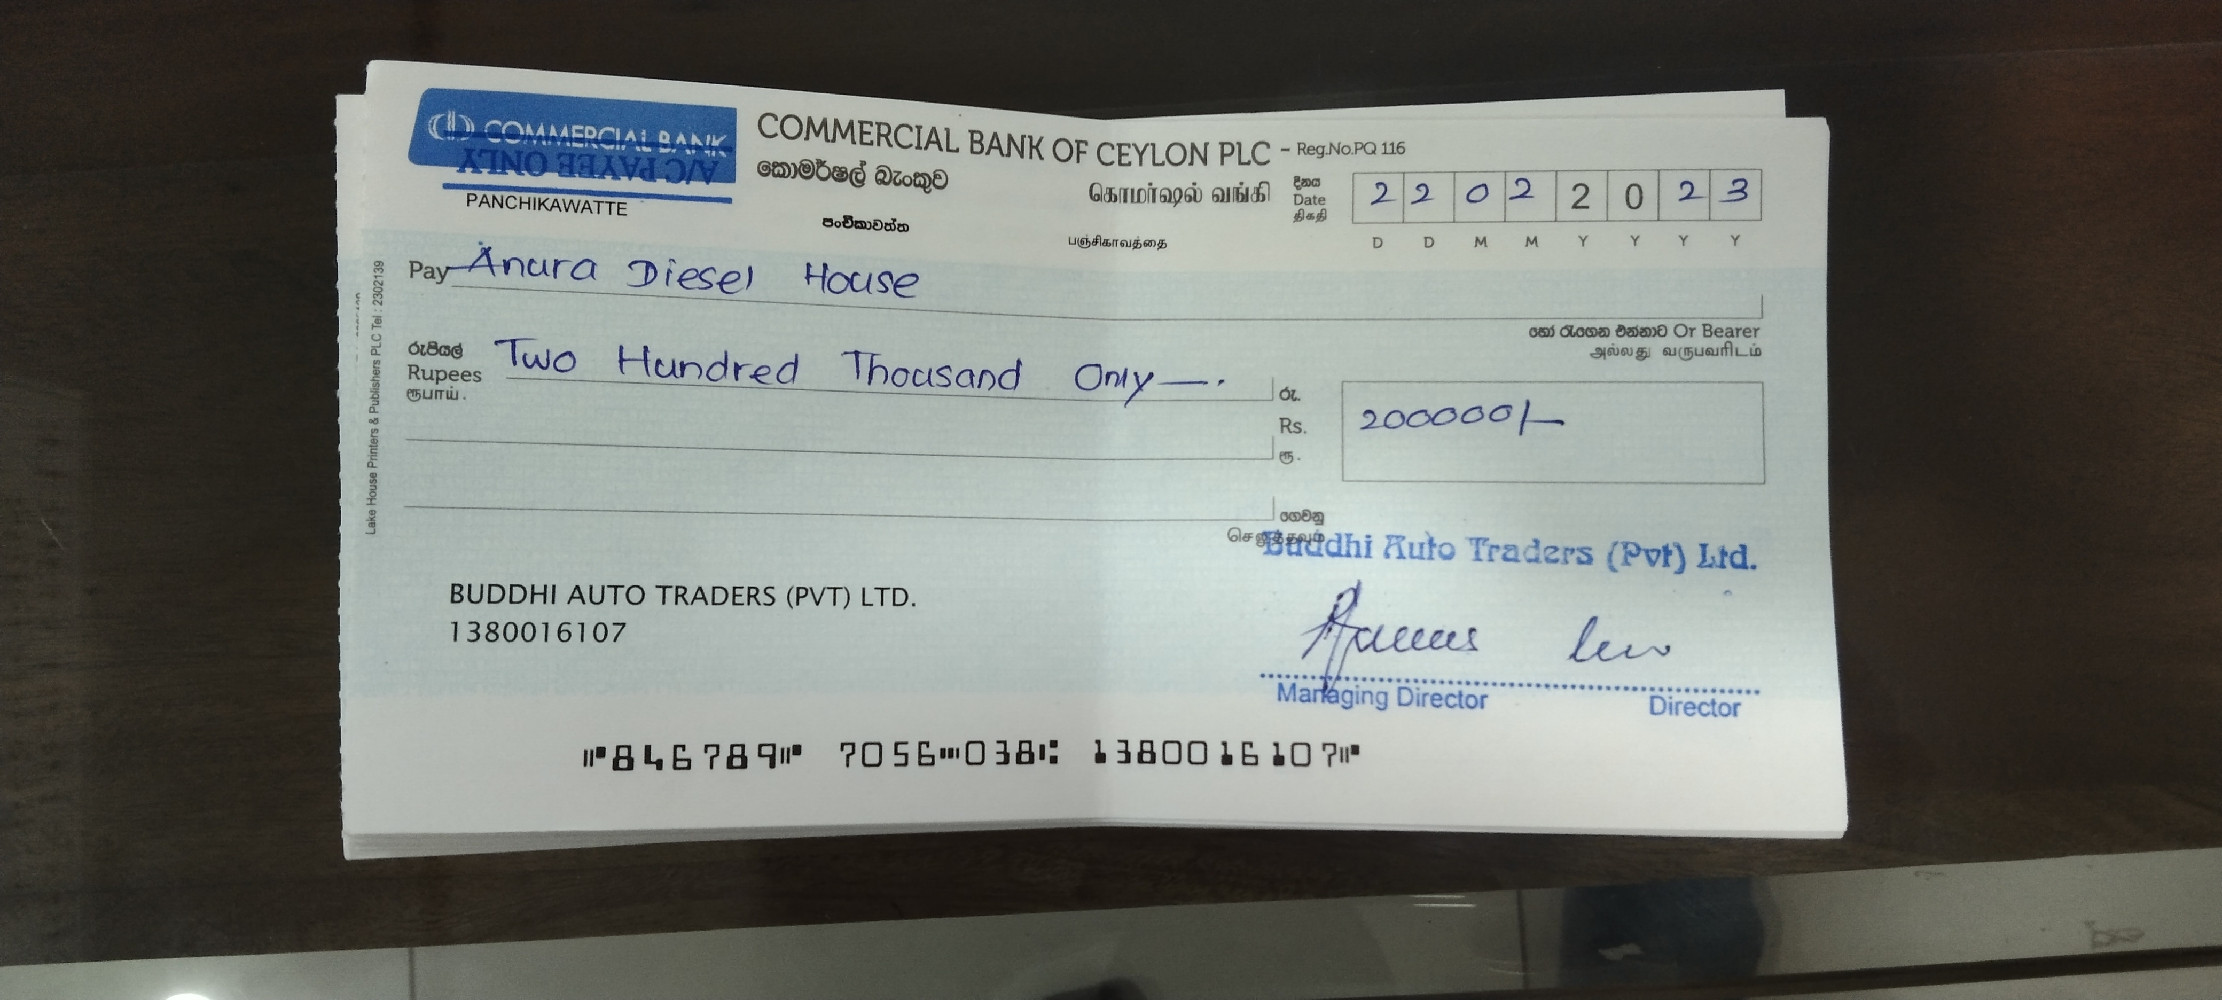 COMMERCIAL BANK
A/C PAYEE ONLY
PANCHIKAWATTE
COMMERCIAL BANK OF CEYLON PLC - Reg.No.PQ 116
කොමර්ෂල් බැංකුව
கொமர்ஷல் வங்கி
පංචිකාවත්ත
பஞ்சிகாவத்தை
දිනය
Date
திகதி
2 2 0 2 2 0 2 3
D D M M Y Y Y Y
Pay Anura Diesel House
හෝ රැගෙන එන්නාට Or Bearer
அல்லது வருபவரிடம்
රුපියල්
Rupees
ரூபாய்.
Two Hundred Thousand Only
රු.
Rs.
ரூ.
200000/-
ගෙවනු
Buddhi Auto Traders (Pvt) Ltd.
BUDDHI AUTO TRADERS (PVT) LTD.
1380016107
Managing Director Director
846789 7056 038 1380016107
Lake House Printers & Publishers PLC Tel : 2302139